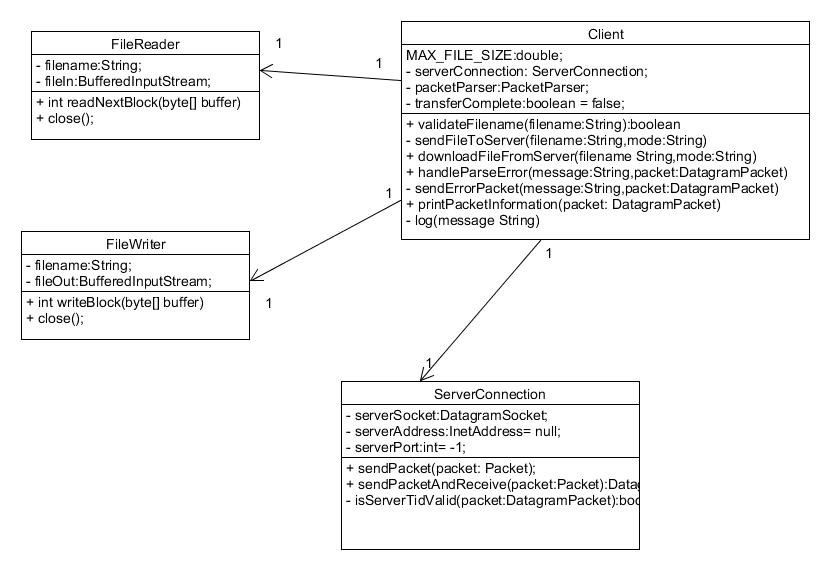 FileReader
- filename:String;
- fileIn:BufferedInputStream;
+ int readNextBlock(byte[] buffer)
+ close();
1
1
Client
MAX_FILE_SIZE:double;
- serverConnection: ServerConnection;
- packetParser:PacketParser;
- transferComplete:boolean = false;
+ validateFilename(filename:String):boolean
- sendFileToServer(filename:String,mode:String)
+ downloadFileFromServer(filename String,mode:String)
+ handleParseError(message:String,packet:DatagramPacket)
- sendErrorPacket(message:String,packet:DatagramPacket)
+ printPacketInformation(packet: DatagramPacket)
- log(message String)
1
FileWriter
- filename:String;
- fileOut:BufferedInputStream;
+ int writeBlock(byte[] buffer)
+ close();
1
1
1
ServerConnection
- serverSocket:DatagramSocket;
- serverAddress:InetAddress= null;
- serverPort:int= -1;
+ sendPacket(packet: Packet);
+ sendPacketAndReceive(packet:Packet):Datag
- isServerTidValid(packet:DatagramPacket):boo